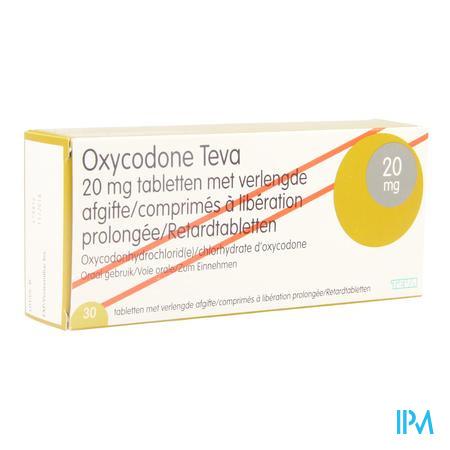 Oxycodone Teva
20 mg tabletten met verlengde
afgifte/comprimés à libération
prolongée/Retardtabletten
Oxycodonhydrochlorid(e)/chlorhydrate d'oxycodone
Oraal gebruik/Voie orale/Zum Einnehmen
20
mg
30
tabletten met verlengde afgifte/comprimés à libération prolongée/Retardtabletten
TEVA
IPM